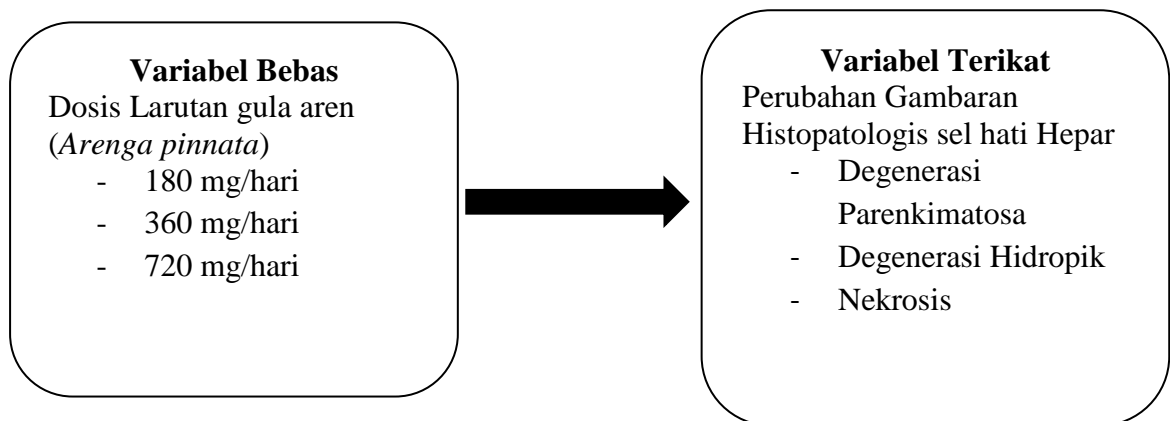 Variabel Bebas
Dosis Larutan gula aren
(Arenga pinnata)
- 180 mg/hari
- 360 mg/hari
- 720 mg/hari
Variabel Terikat
Perubahan Gambaran
Histopatologis sel hati Hepar
- Degenerasi
Parenkimatosa
- Degenerasi Hidropik
- Nekrosis